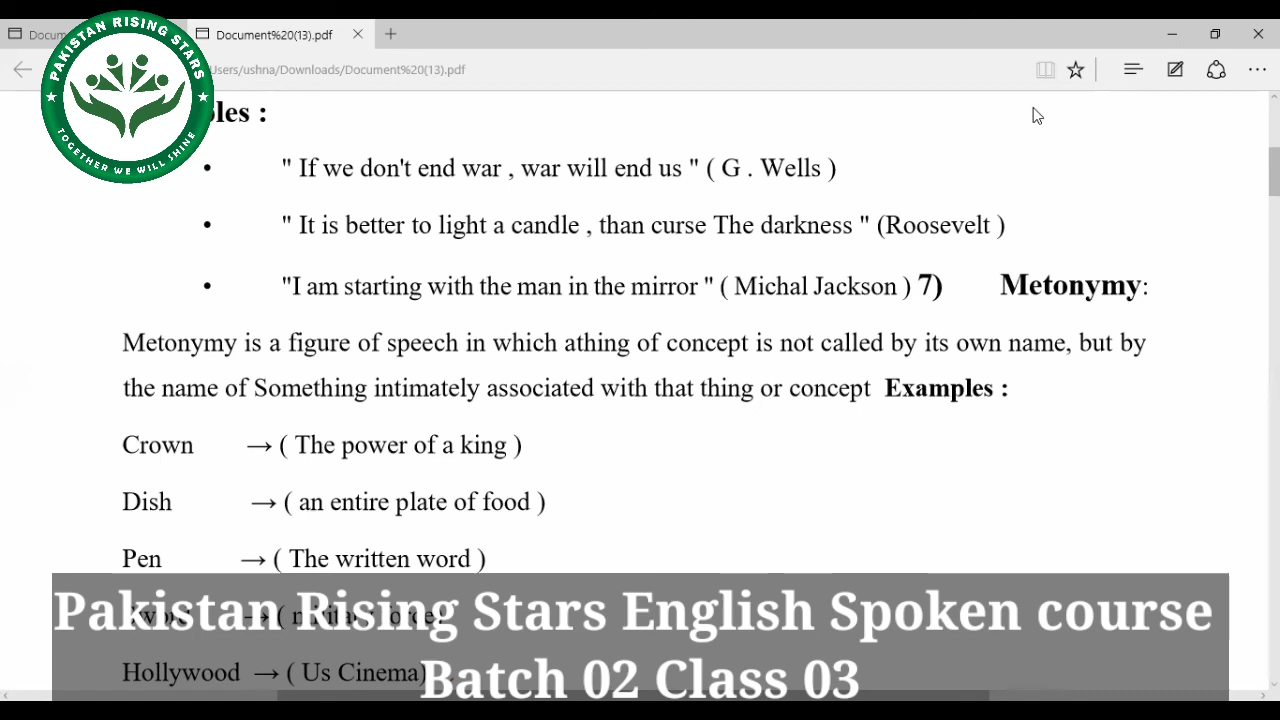 Docum
Document%20(13).pdf
Users/ushna/Downloads/Document%20(13).pdf
PAKISTAN RISING STARS
TOGETHER WE WILL SHINE
ples :
• " If we don't end war , war will end us " ( G . Wells )
• " It is better to light a candle , than curse The darkness " (Roosevelt )
• "I am starting with the man in the mirror " ( Michal Jackson ) 7) Metonymy:
Metonymy is a figure of speech in which athing of concept is not called by its own name, but by
the name of Something intimately associated with that thing or concept Examples :
Crown → ( The power of a king )
Dish → ( an entire plate of food )
Pen → ( The written word )
Pakistan Rising Stars English Spoken course
Hollywood → ( Us Cinema)
Batch 02 Class 03